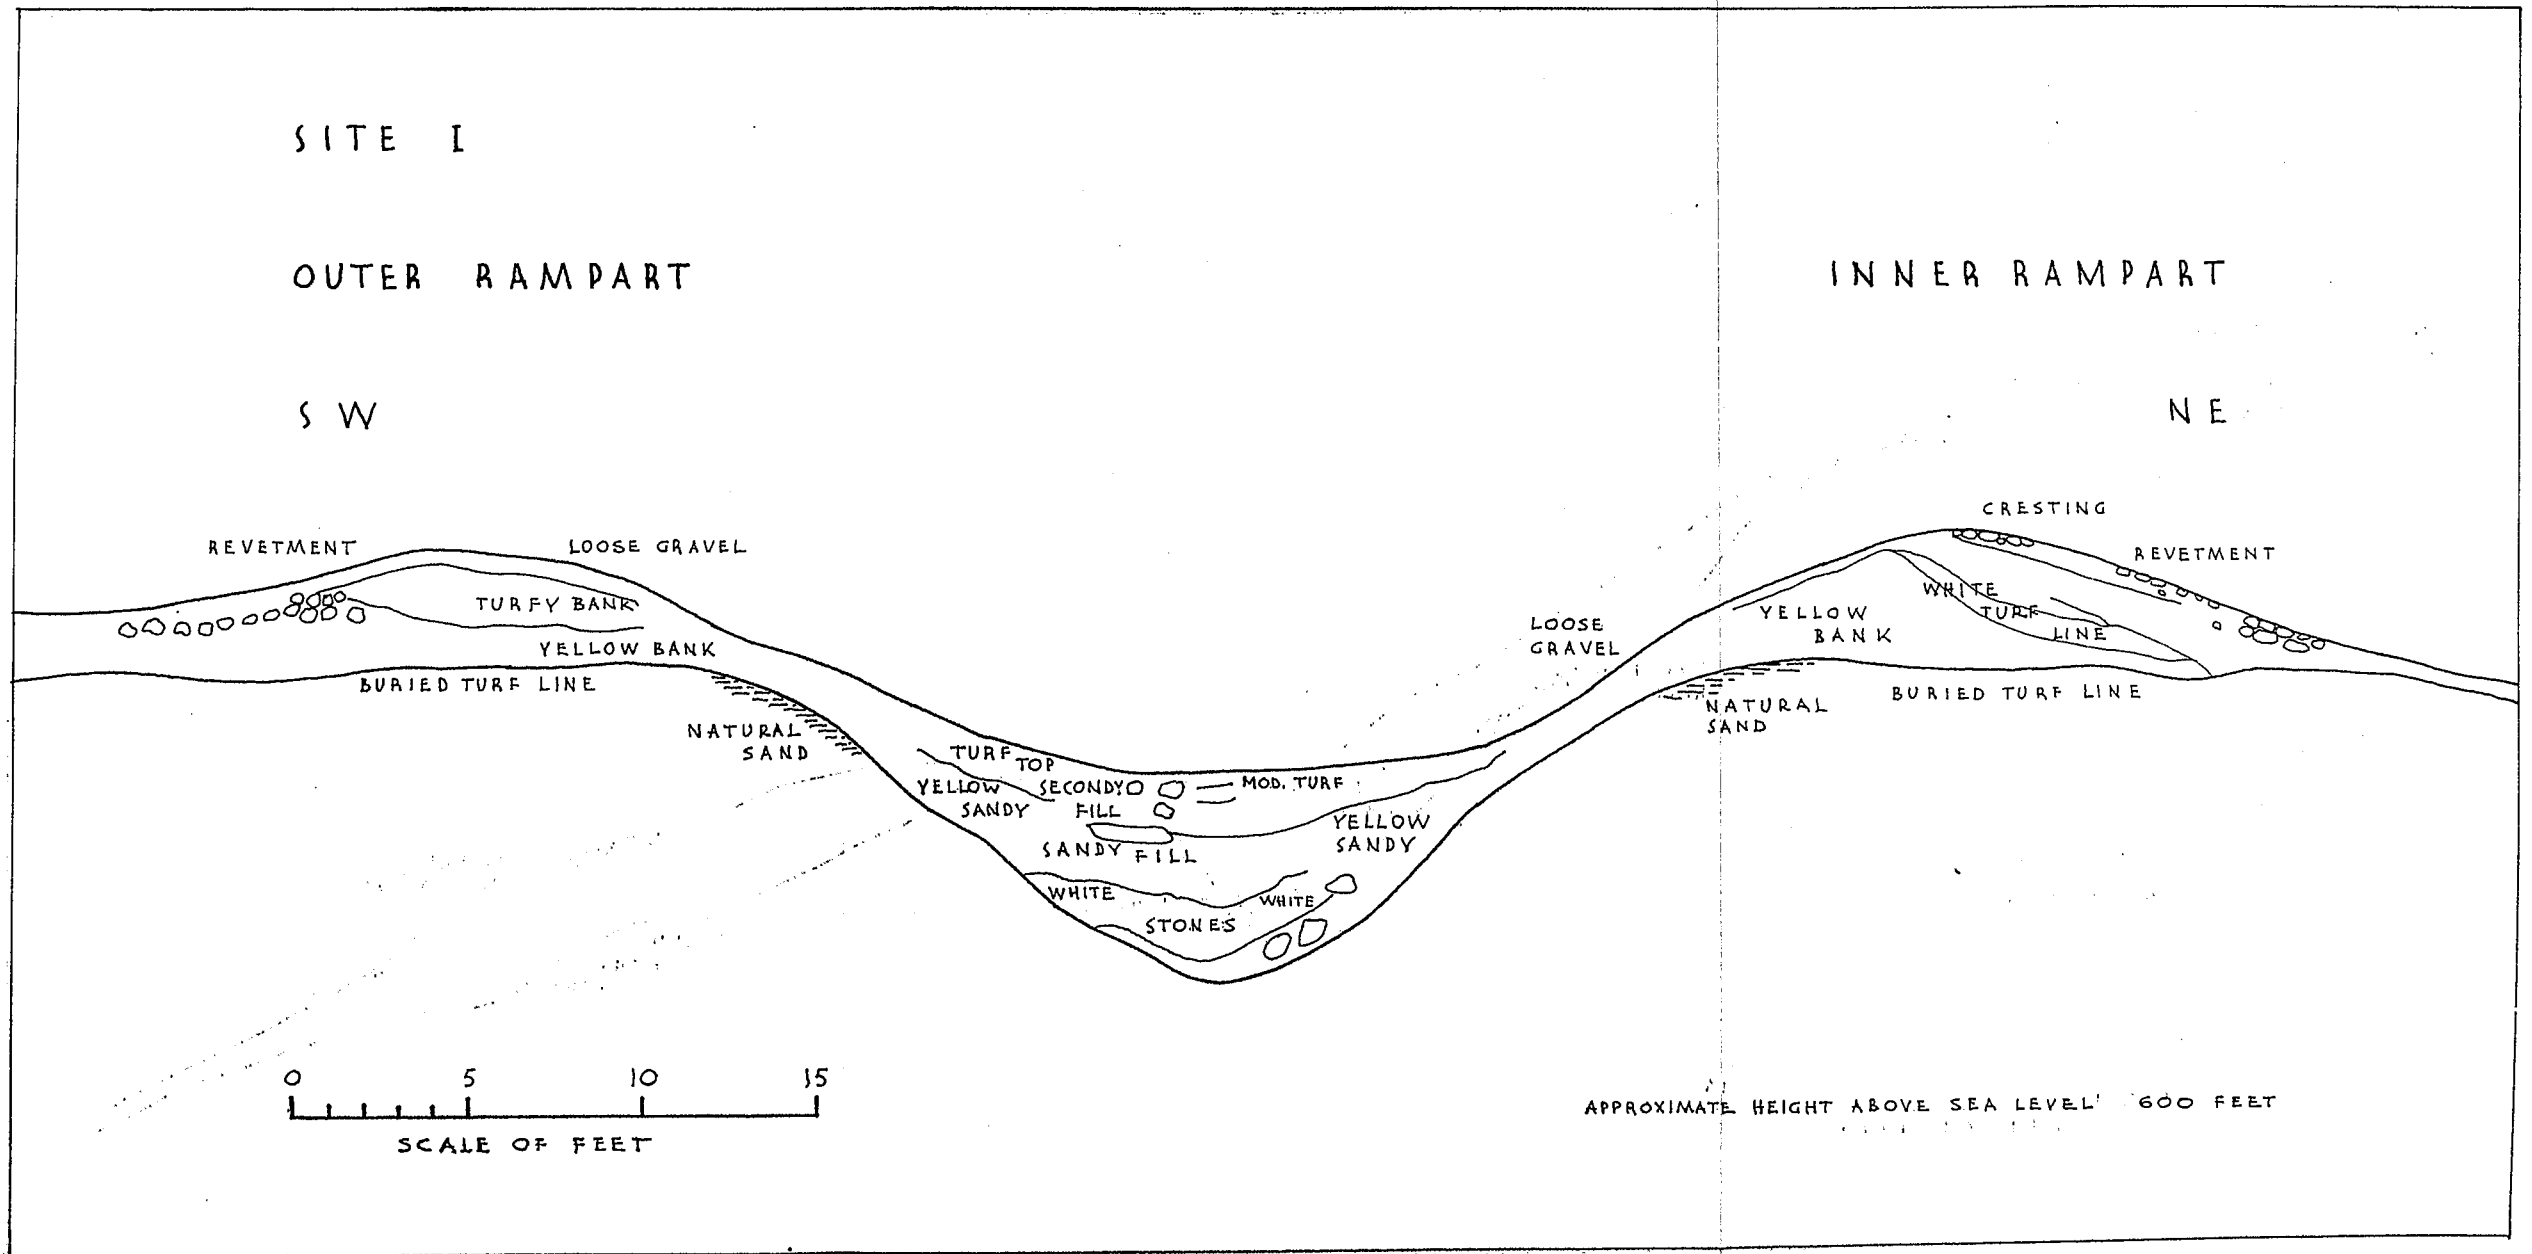 SITE I
OUTER RAMPART
INNER RAMPART
SW
NE
CRESTING
REVETMENT
LOOSE GRAVEL
REVETMENT
TURFY BANK
YELLOW BANK
BURIED TURF LINE
NATURAL
SAND
LOOSE
GRAVEL
YELLOW
BANK
WHITE
TURF
LINE
NATURAL
SAND
BURIED TURF LINE
TURF TOP
YELLOW
SANDY
SECONDY
FILL
MOD. TURF
YELLOW
SANDY
SANDY FILL
WHITE
WHITE
STONES
0 5 10 15
SCALE OF FEET
APPROXIMATE HEIGHT ABOVE SEA LEVEL 600 FEET